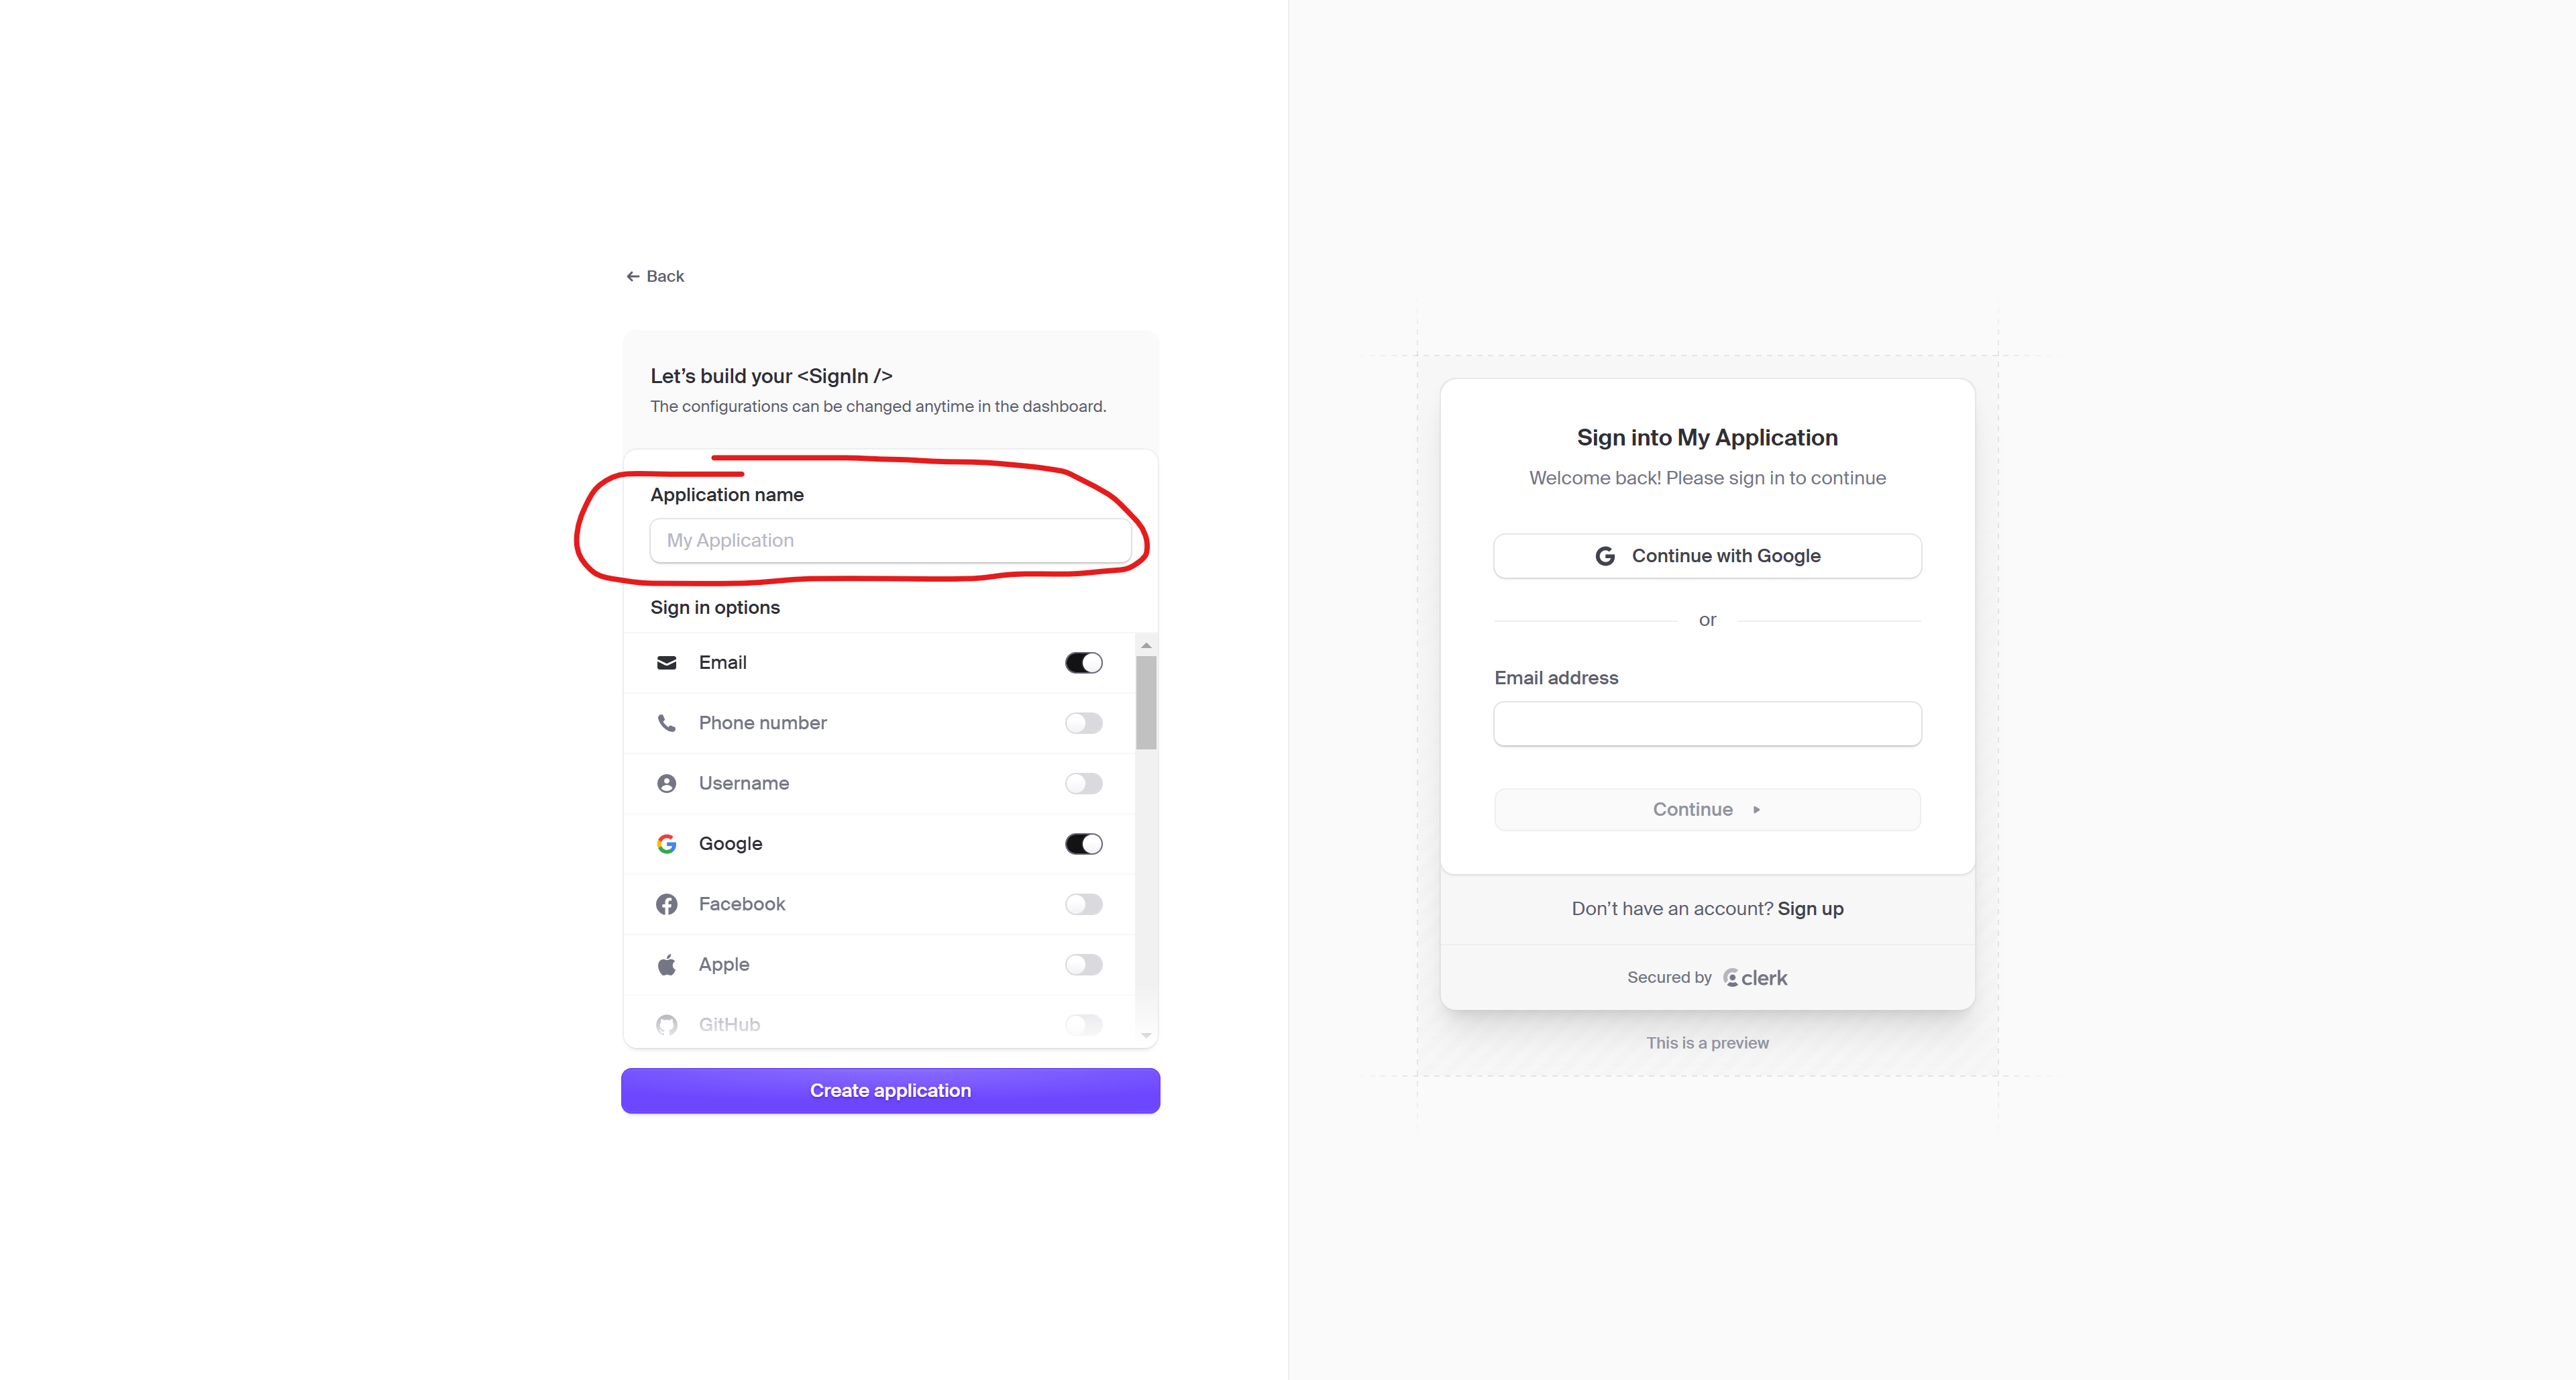 Back
Let’s build your <SignIn />
The configurations can be changed anytime in the dashboard.
Application name
My Application
Sign in options
Email
Phone number
Username
Google
Facebook
Apple
GitHub
Create application
Sign into My Application
Welcome back! Please sign in to continue
Continue with Google
or
Email address
Continue
Don’t have an account? Sign up
Secured by clerk
This is a preview